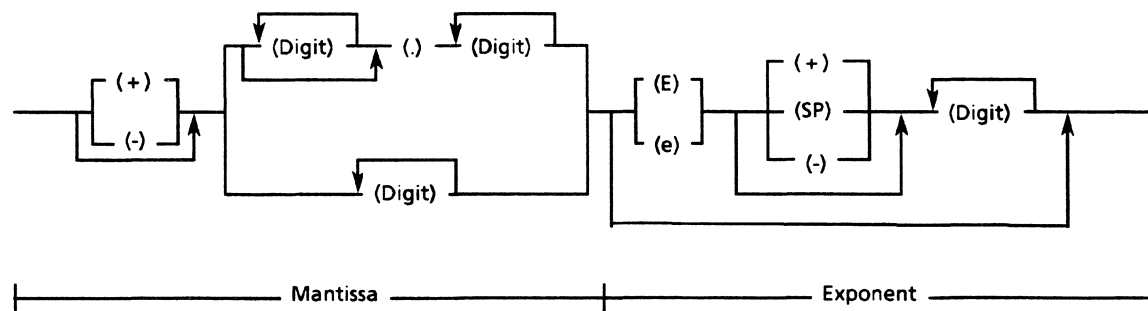 (Digit) (.) (Digit)
(+) (E) (+)
(SP) (Digit)
(-) (e) (-)
(Digit)
Mantissa Exponent